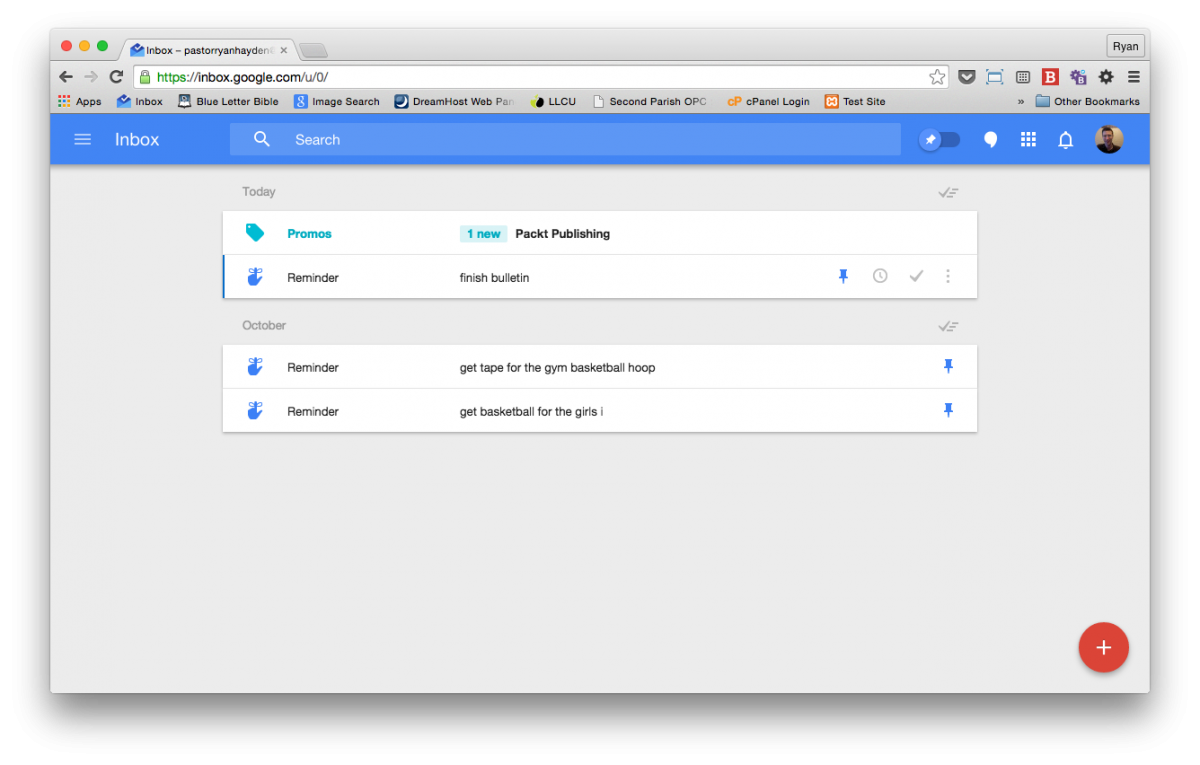 Inbox – pastorryanhayden
Ryan
https://inbox.google.com/u/0/
Apps Inbox Blue Letter Bible ImageSearch DreamHost Web Pan LLCU Second Parish OPC cP cPanel Login Test Site » Other Bookmarks
Inbox Search
Today
Promos 1 new Packt Publishing
Reminder finish bulletin
October
Reminder get tape for the gym basketball hoop
Reminder get basketball for the girls i